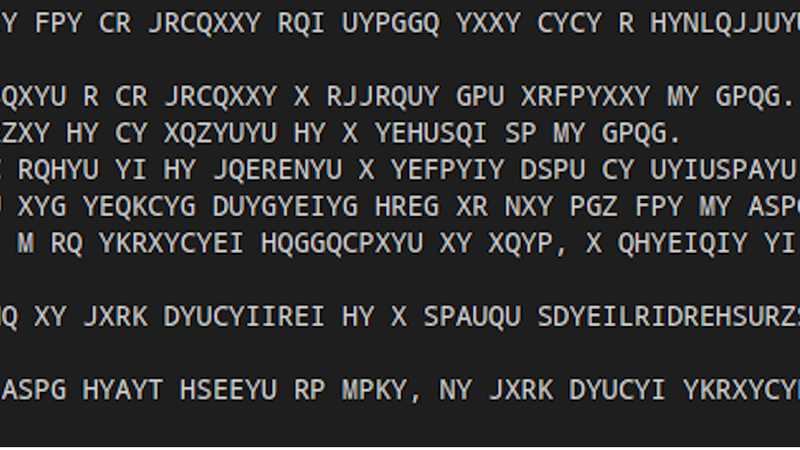 Y FPY CR JRCQXXY RQI UYPGGQ YXXY CYCY R HYNLQJJUY
QXYU R CR JRCQXXY X RJJRQUY GPU XRFPYXXY MY GPQG.
ZXY HY CY XQZYUYU HY X YEHUSQI SP MY GPQG.
RQHYU YI HY JQERENYU X YEFPYIY DSPU CY UYIUSPAYU
XYG YEQKCYG DUYGYEIYG HREG XR NXY PGZ FPY MY ASP
M RQ YKRXYCYEI HQGGQCPXYU XY XQYP, X QHYEIQIY YI
Q XY JXRK DYUCYIIREI HY X SPAUQU SDYEILRIDREHSURZ
ASPG HYAYT HSEEYU RP MPKY, NY JXRK DYUCYI YKRXYCY